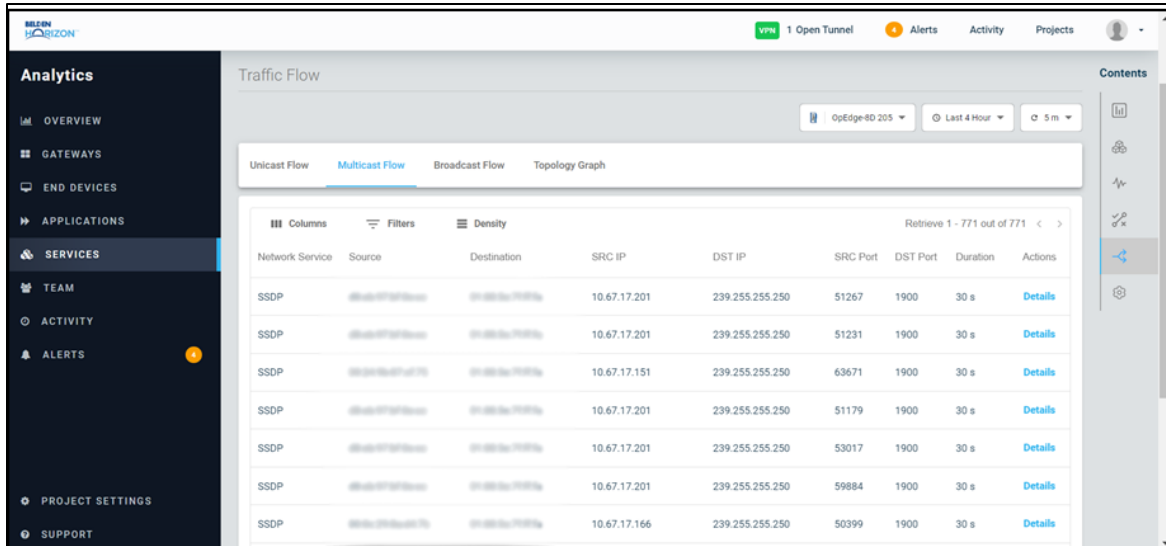 BELDEN
HORIZON
VPN 1 Open Tunnel 4 Alerts Activity Projects
Analytics
OVERVIEW
GATEWAYS
END DEVICES
APPLICATIONS
SERVICES
TEAM
ACTIVITY
ALERTS 4
PROJECT SETTINGS
SUPPORT
Traffic Flow
OpEdge-8D 205 Last 4 Hour 5 m
Unicast Flow Multicast Flow Broadcast Flow Topology Graph
Columns Filters Density Retrieve 1 - 771 out of 771 < >
Network Service Source Destination SRC IP DST IP SRC Port DST Port Duration Actions
SSDP 10.67.17.201 239.255.255.250 51267 1900 30 s Details
SSDP 10.67.17.201 239.255.255.250 51231 1900 30 s Details
SSDP 10.67.17.151 239.255.255.250 63671 1900 30 s Details
SSDP 10.67.17.201 239.255.255.250 51179 1900 30 s Details
SSDP 10.67.17.201 239.255.255.250 53017 1900 30 s Details
SSDP 10.67.17.201 239.255.255.250 59884 1900 30 s Details
SSDP 10.67.17.166 239.255.255.250 50399 1900 30 s Details
Contents